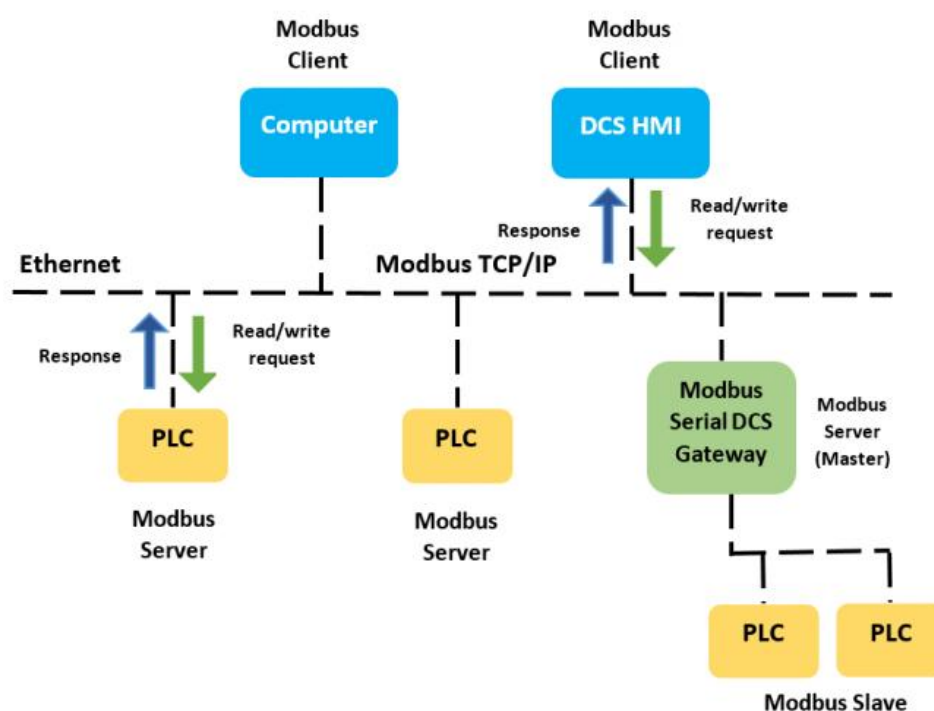 Modbus
Client
Modbus
Client
Computer
DCS HMI
Response
Read/write
request
Ethernet
Modbus TCP/IP
Response
Read/write
request
PLC
PLC
Modbus
Serial DCS
Gateway
Modbus
Server
(Master)
Modbus
Server
Modbus
Server
PLC
PLC
Modbus Slave